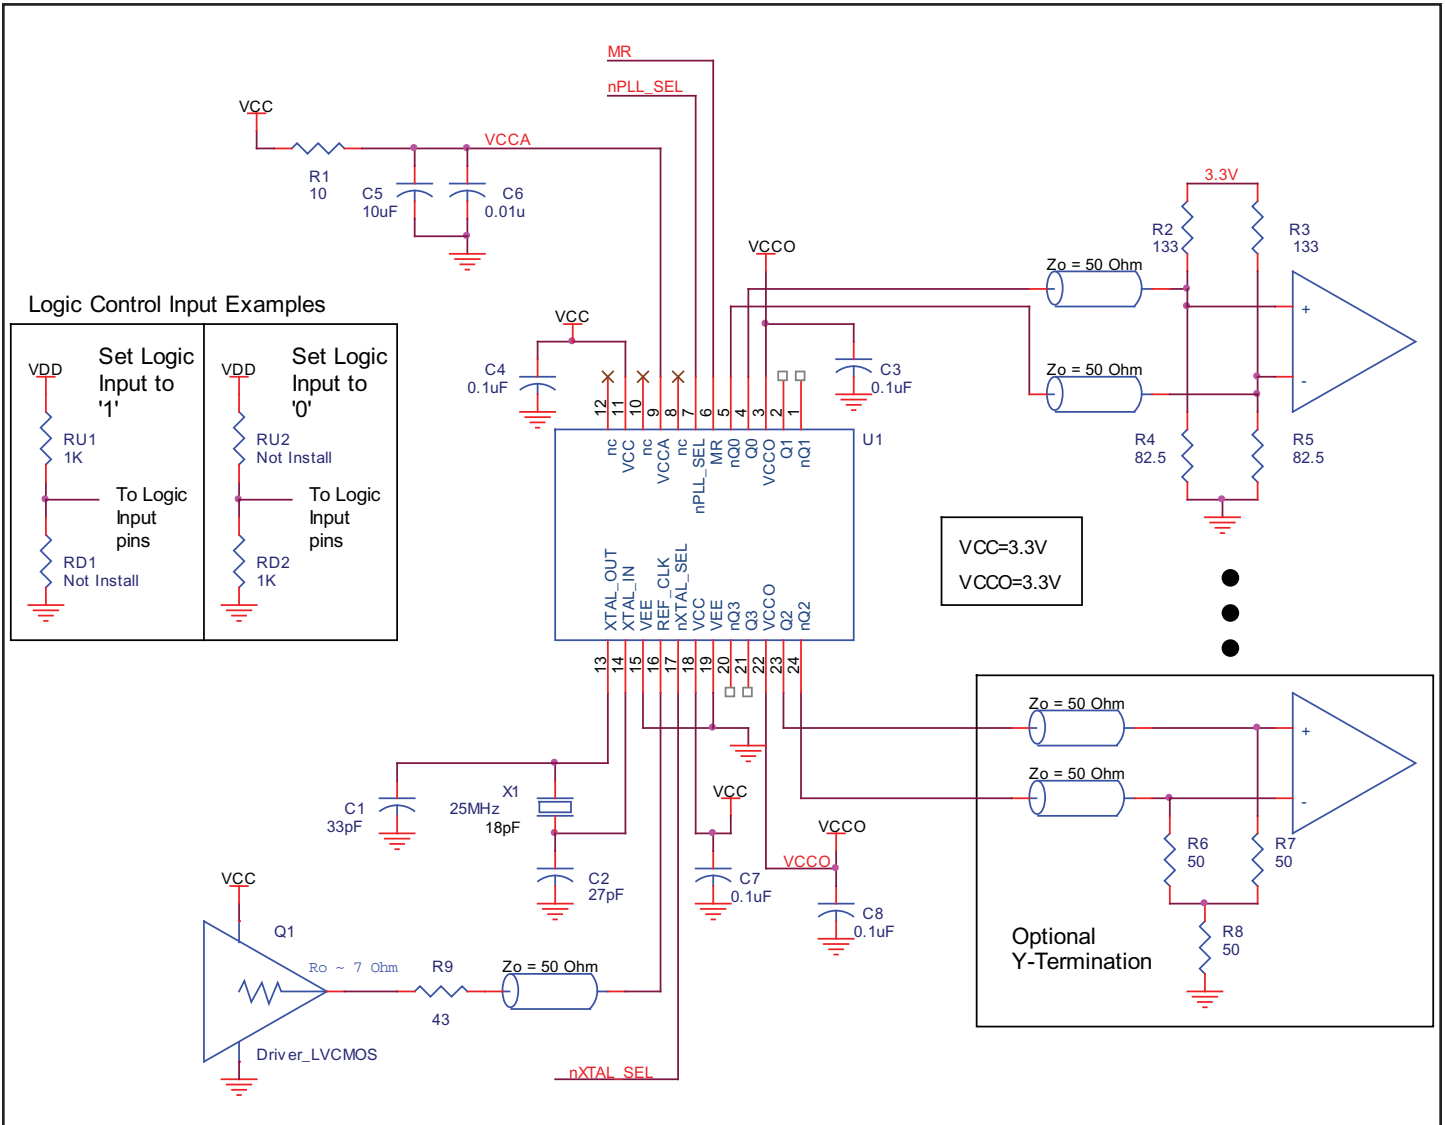 MR
nPLL_SEL
VCC
VCCA
R1
10
C5
10uF
C6
0.01u
3.3V
R2
133
R3
133
VCCO
Zo = 50 Ohm
+
-
Zo = 50 Ohm
R4
82.5
R5
82.5
Logic Control Input Examples
VDD
Set Logic
Input to
'1'
RU1
1K
To Logic
Input
pins
RD1
Not Install
VDD
Set Logic
Input to
'0'
RU2
Not Install
To Logic
Input
pins
RD2
1K
VCC
C4
0.1uF
C3
0.1uF
12
11
10
9
8
7
6
5
4
3
2
1
U1
nc
VCC
nc
VCCA
nc
nPLL_SEL
MR
nQ0
Q0
VCCO
Q1
nQ1
XTAL_OUT
XTAL_IN
VEE
REF_CLK
nXTAL_SEL
VCC
VEE
nQ3
Q3
VCCO
Q2
nQ2
13
14
15
16
17
18
19
20
21
22
23
24
VCC=3.3V
VCCO=3.3V
Zo = 50 Ohm
+
Zo = 50 Ohm
-
R6
50
R7
50
R8
50
Optional
Y-Termination
C1
33pF
X1
25MHz
18pF
C2
27pF
VCC
C7
0.1uF
VCCO
VCCO
C8
0.1uF
VCC
Q1
Ro ~ 7 Ohm
R9
43
Zo = 50 Ohm
Driver_LVCMOS
nXTAL_SEL